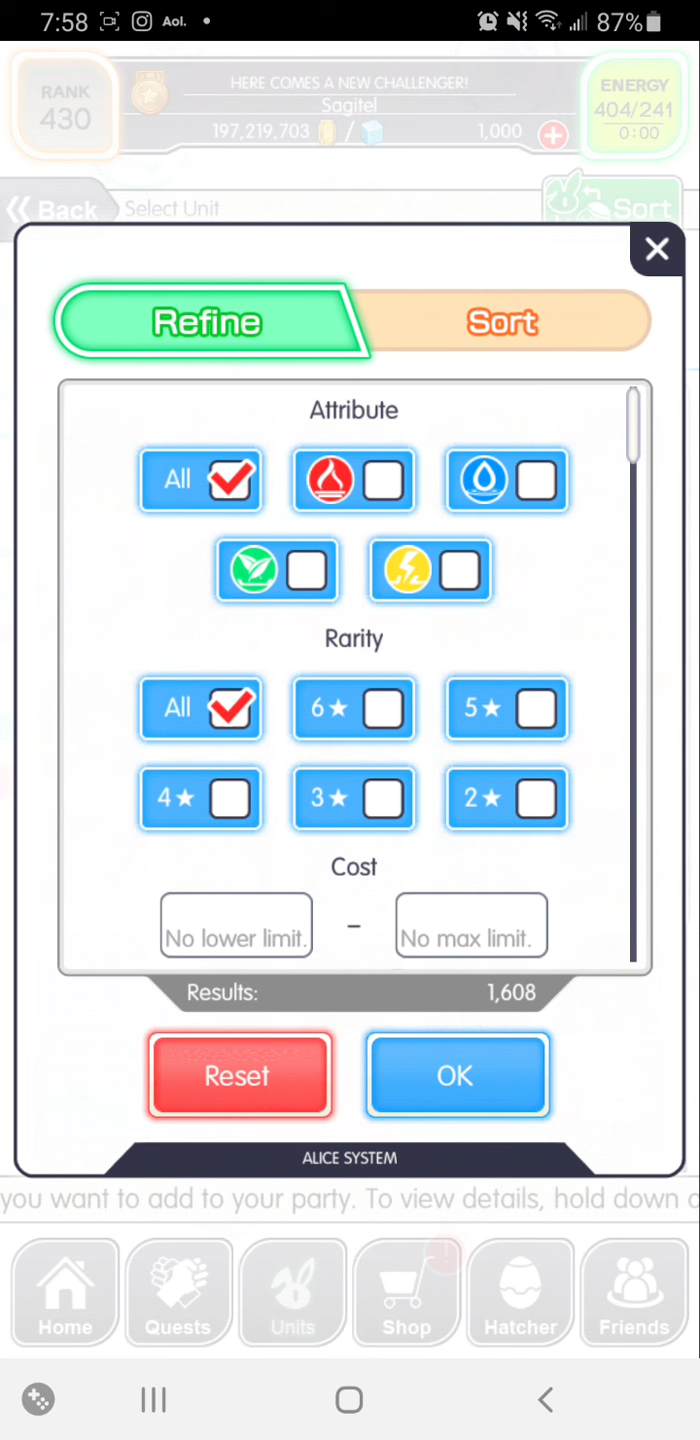 7:58 Aol. 87%
HERE COMES A NEW CHALLENGER!
RANK
430
Sagitel
197,219,703 / 1,000
ENERGY
404/241
0:00
Back
Select Unit
Sort
Refine
Sort
Attribute
All
Rarity
All 6★ 5★
4★ 3★ 2★
Cost
No lower limit. – No max limit.
Results: 1,608
Reset OK
ALICE SYSTEM
you want to add to your party. To view details, hold down
Home Quests Units Shop Hatcher Friends